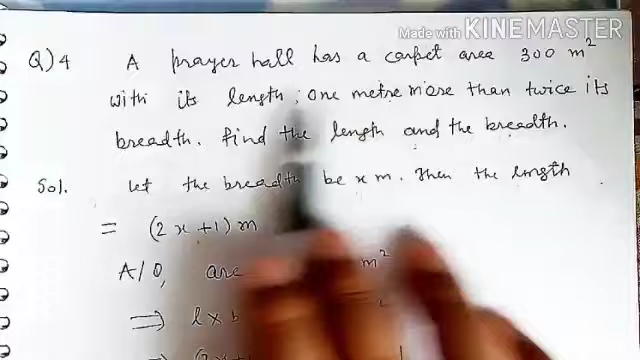 Made with KINEMASTER
Q) 4 A prayer hall has a carpet area 300 m²
with its length, one metre more than twice its
breadth. find the length and the breadth.
Sol. Let the breadth be x m. Then the length
= (2x+1) m
A/Q, are m²
⇒ l × b
⇒ (2x+